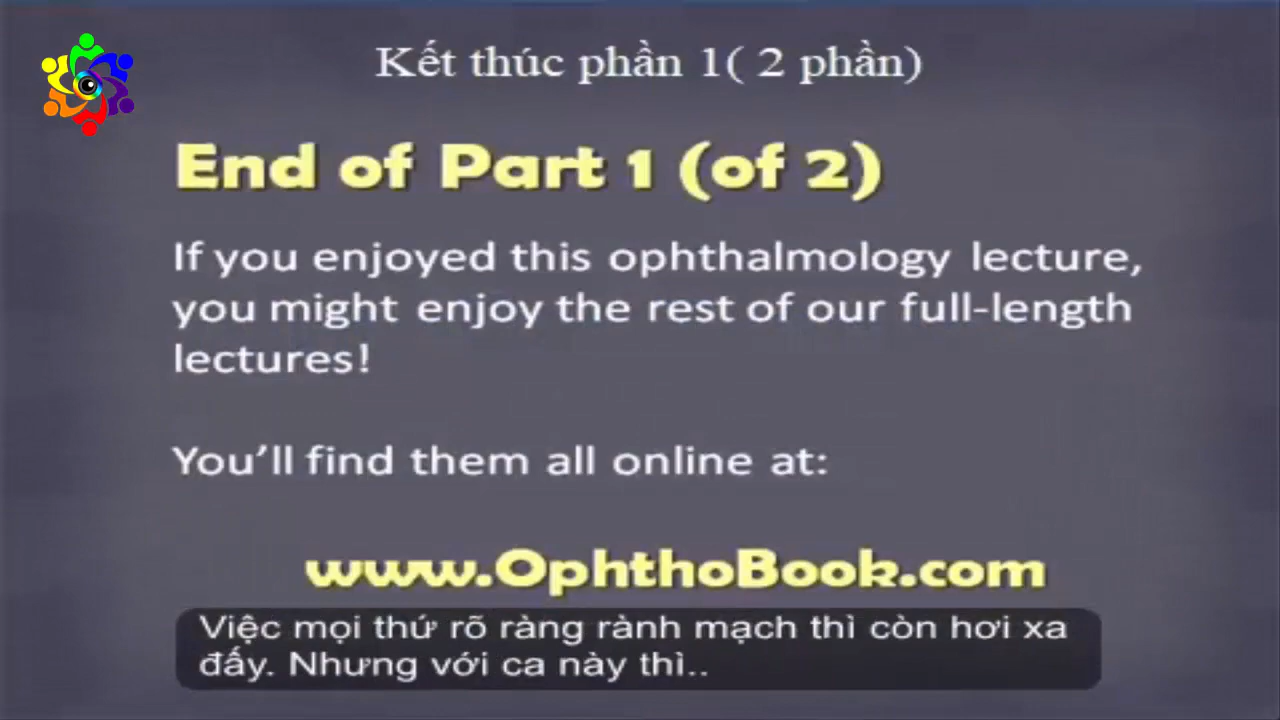 Kết thúc phần 1( 2 phần)
End of Part 1 (of 2)
If you enjoyed this ophthalmology lecture,
you might enjoy the rest of our full-length
lectures!
You'll find them all online at:
www.OphthoBook.com
Việc mọi thứ rõ ràng rành mạch thì còn hơi xa
đấy. Nhưng với ca này thì..